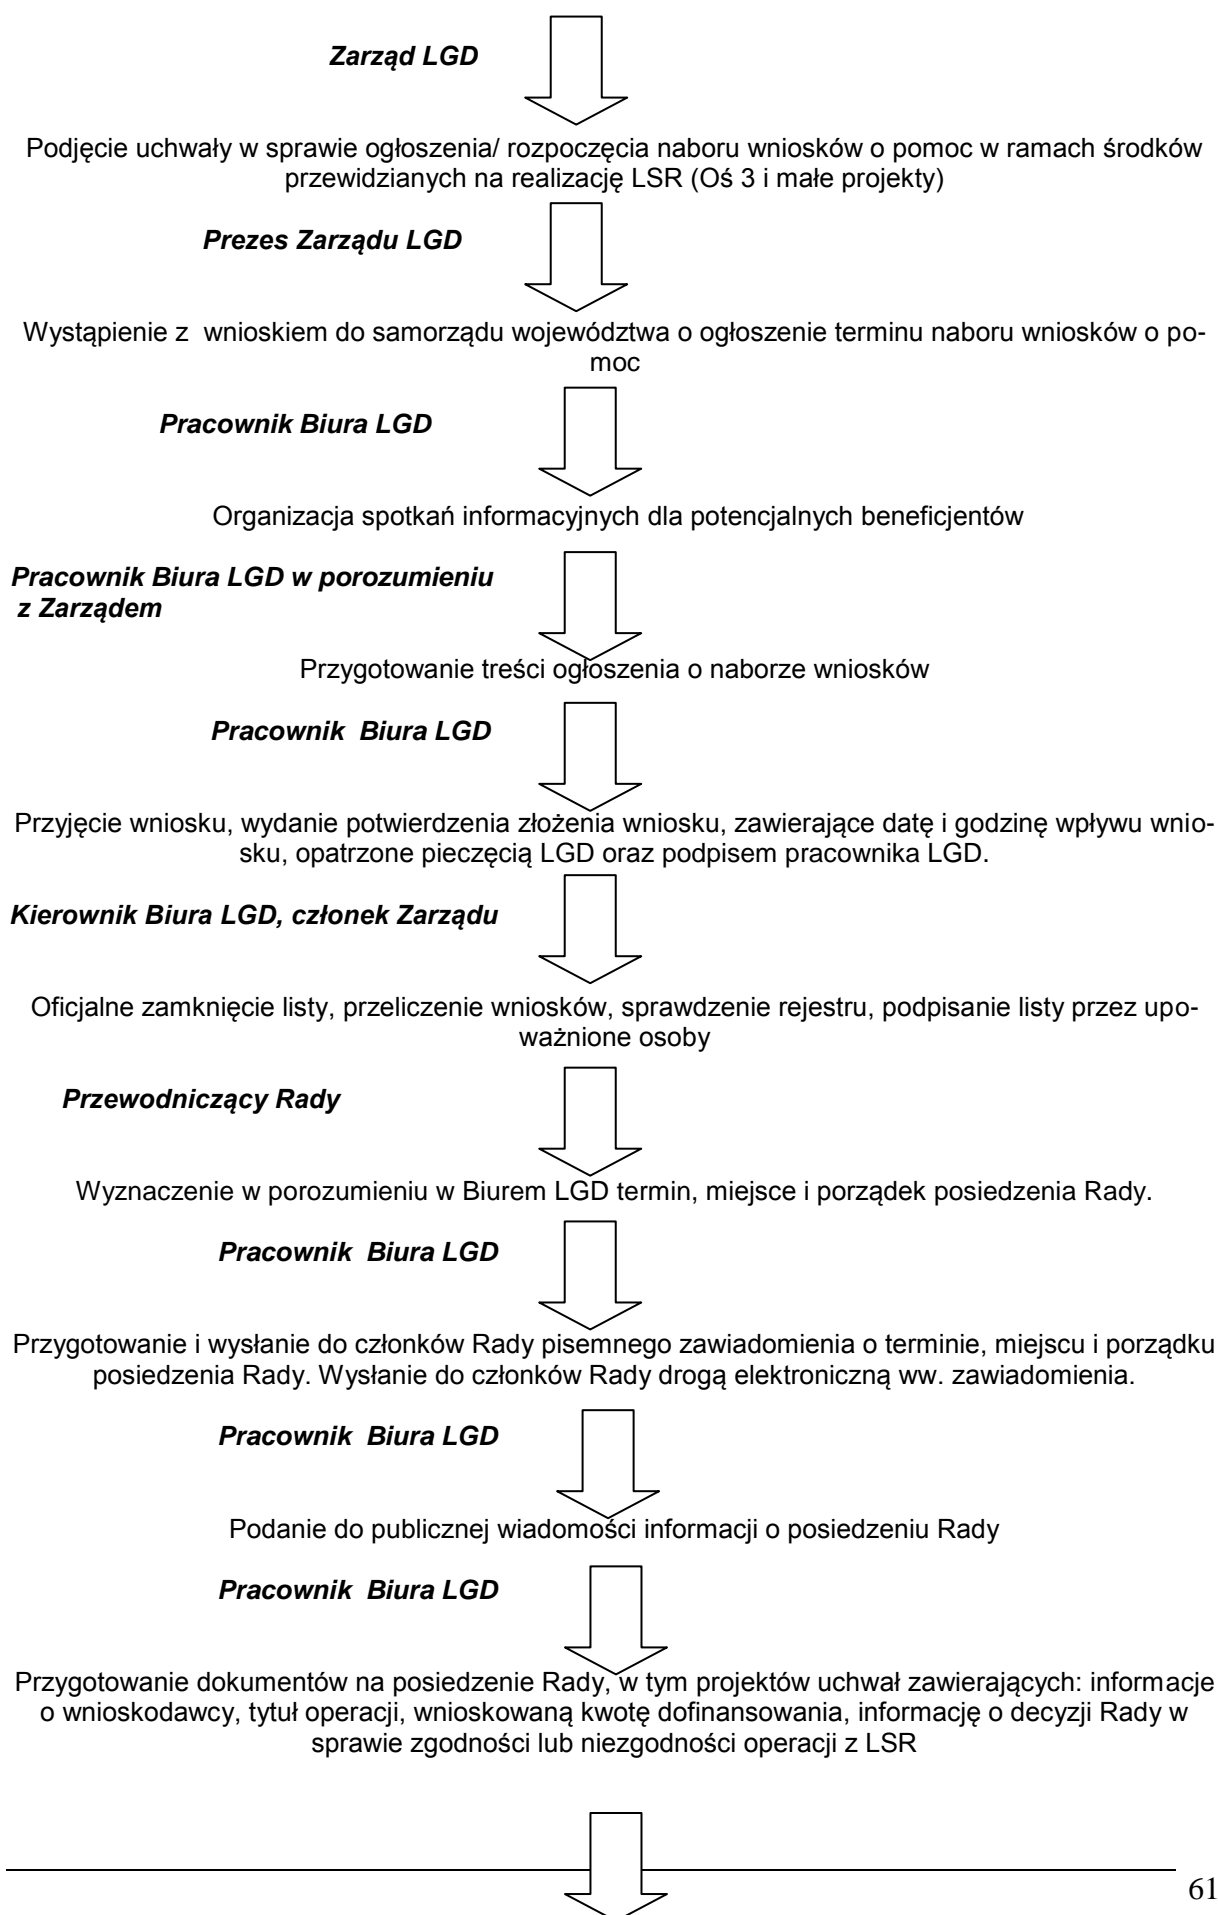 Zarząd LGD
Podjęcie uchwały w sprawie ogłoszenia/ rozpoczęcia naboru wniosków o pomoc w ramach środków
przewidzianych na realizację LSR (Oś 3 i małe projekty)
Prezes Zarządu LGD
Wystąpienie z  wnioskiem do samorządu województwa o ogłoszenie terminu naboru wniosków o po-
moc
Pracownik Biura LGD
Organizacja spotkań informacyjnych dla potencjalnych beneficjentów
Pracownik Biura LGD w porozumieniu
z Zarządem
Przygotowanie treści ogłoszenia o naborze wniosków
Pracownik  Biura LGD
Przyjęcie wniosku, wydanie potwierdzenia złożenia wniosku, zawierające datę i godzinę wpływu wnio-
sku, opatrzone pieczęcią LGD oraz podpisem pracownika LGD.
Kierownik Biura LGD, członek Zarządu
Oficjalne zamknięcie listy, przeliczenie wniosków, sprawdzenie rejestru, podpisanie listy przez upo-
ważnione osoby
Przewodniczący Rady
Wyznaczenie w porozumieniu w Biurem LGD termin, miejsce i porządek posiedzenia Rady.
Pracownik  Biura LGD
Przygotowanie i wysłanie do członków Rady pisemnego zawiadomienia o terminie, miejscu i porządku
posiedzenia Rady. Wysłanie do członków Rady drogą elektroniczną ww. zawiadomienia.
Pracownik  Biura LGD
Podanie do publicznej wiadomości informacji o posiedzeniu Rady
Pracownik  Biura LGD
Przygotowanie dokumentów na posiedzenie Rady, w tym projektów uchwał zawierających: informacje
o wnioskodawcy, tytuł operacji, wnioskowaną kwotę dofinansowania, informację o decyzji Rady w
sprawie zgodności lub niezgodności operacji z LSR
61